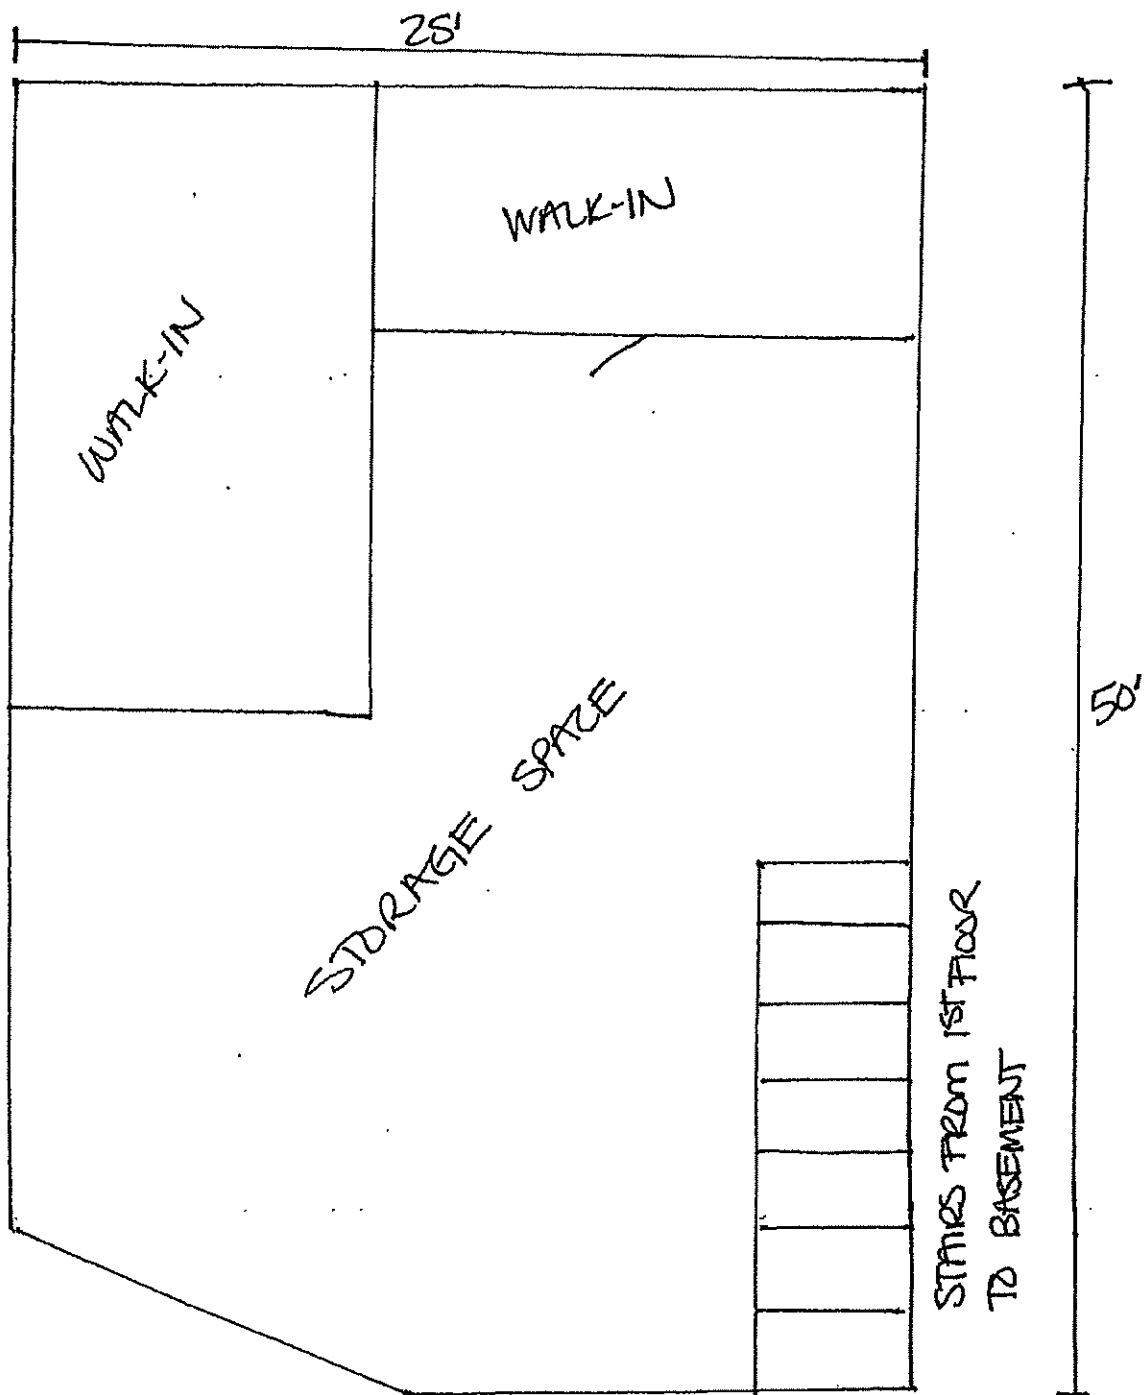 25'
WALK-IN
WALK-IN
50'
STORAGE SPACE
STAIRS FROM 1ST FLOOR
TO BASEMENT